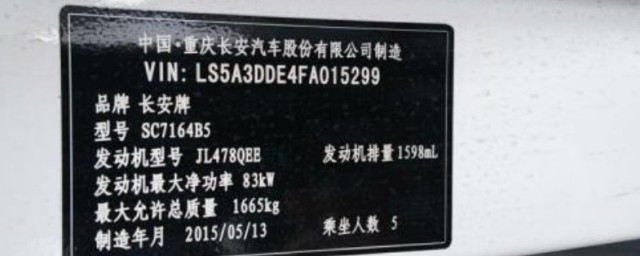 中国·重庆长安汽车股份有限公司制造
VIN: LS5A3DDE4FA015299
品牌 长安牌
型号 SC7164B5
发动机型号 JL478QEE 发动机排量 1598mL
发动机最大净功率 83kW
最大允许总质量 1665kg
制造年月 2015/05/13 乘坐人数 5